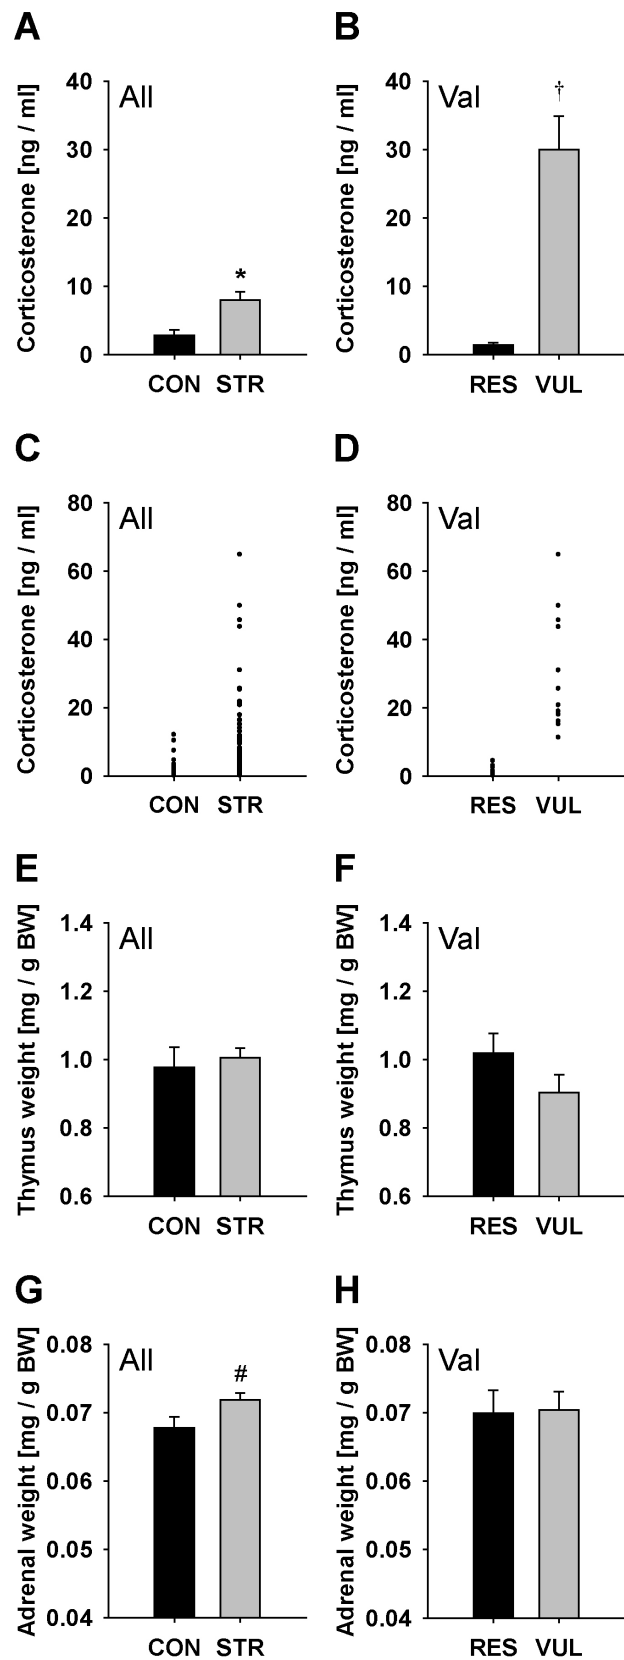 A
Corticosterone [ng / ml]
All
40
30
20
10
0
*
CON STR
B
Corticosterone [ng / ml]
Val
40
30
20
10
0
†
RES VUL
C
Corticosterone [ng / ml]
All
80
60
40
20
0
CON STR
D
Corticosterone [ng / ml]
Val
80
60
40
20
0
RES VUL
E
Thymus weight [mg / g BW]
All
1.4
1.2
1.0
0.8
0.6
CON STR
F
Thymus weight [mg / g BW]
Val
1.4
1.2
1.0
0.8
0.6
RES VUL
G
Adrenal weight [mg / g BW]
All
0.08
0.07
0.06
0.05
0.04
#
CON STR
H
Adrenal weight [mg / g BW]
Val
0.08
0.07
0.06
0.05
0.04
RES VUL